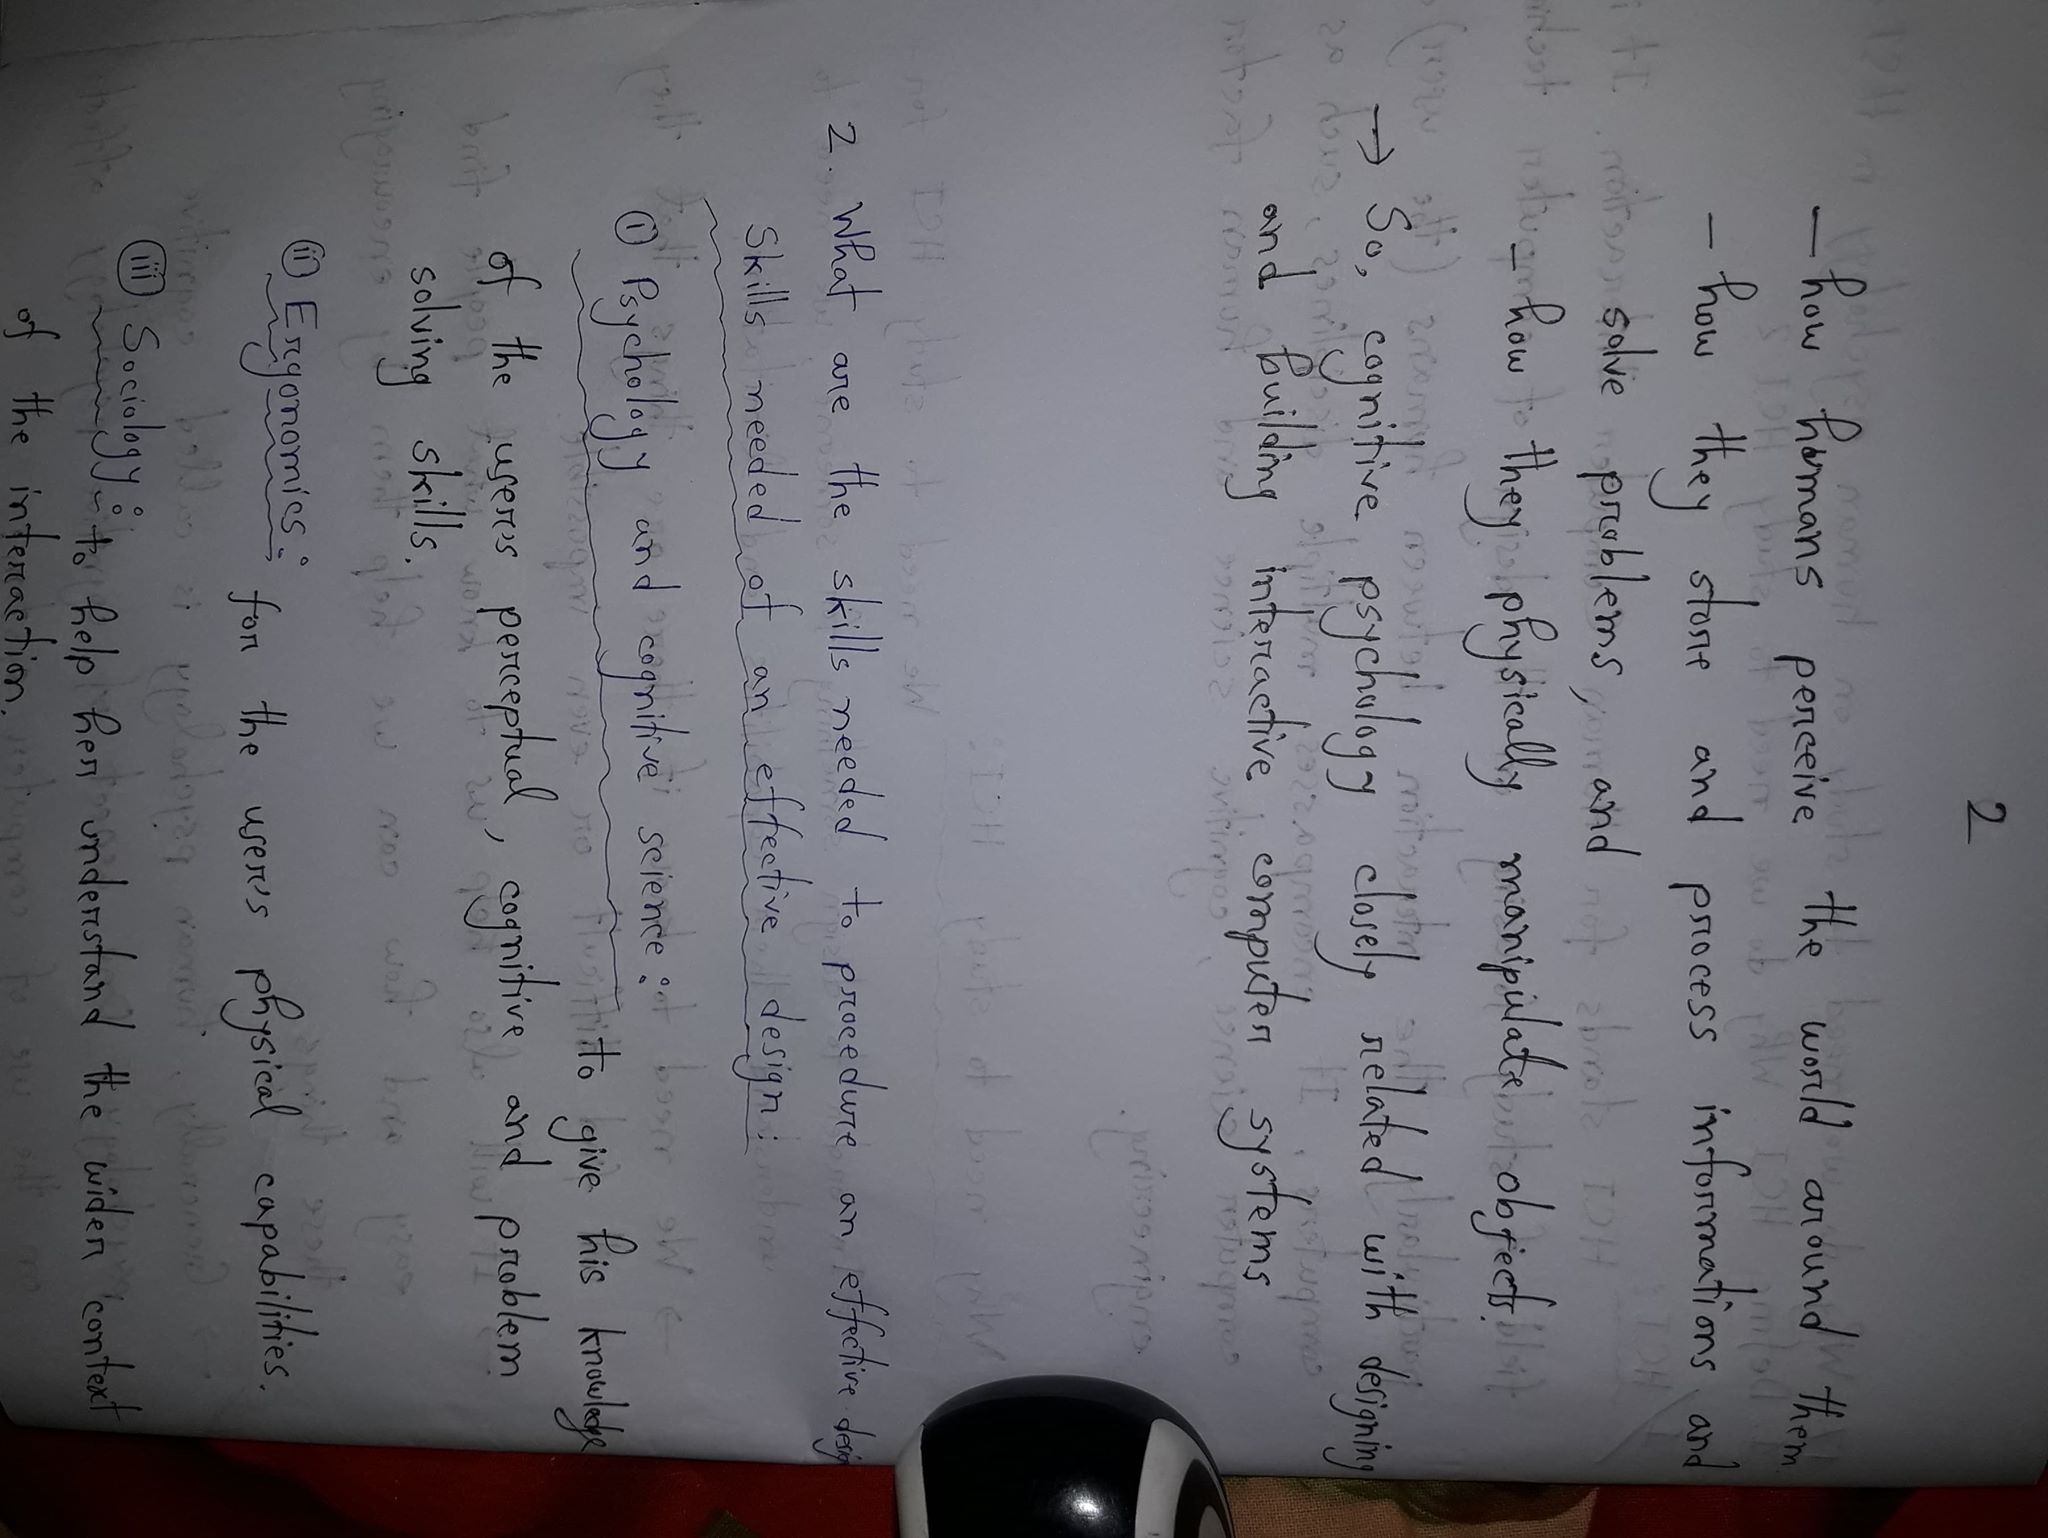 2
— how humans perceive the world around them
— how they store and process informations and
solve problems, and
— how they physically manipulate objects.
→ So, cognitive psychology closely related with designing
and building interactive computer systems
2. What are the skills needed to proceedure an effective design
Skills needed of an effective design:
(i) Psychology and cognitive science: to give his knowledge
of the users perceptual, cognitive and problem
solving skills.
(ii) Ergonomics: for the user's physical capabilities.
(iii) Sociology: to help her understand the wider context
of the interaction.